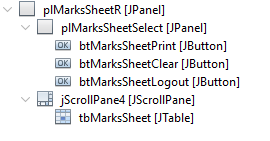 plMarksSheetR [JPanel]
plMarksSheetSelect [JPanel]
OK btMarksSheetPrint [JButton]
OK btMarksSheetClear [JButton]
OK btMarksSheetLogout [JButton]
jScrollPane4 [JScrollPane]
tbMarksSheet [JTable]